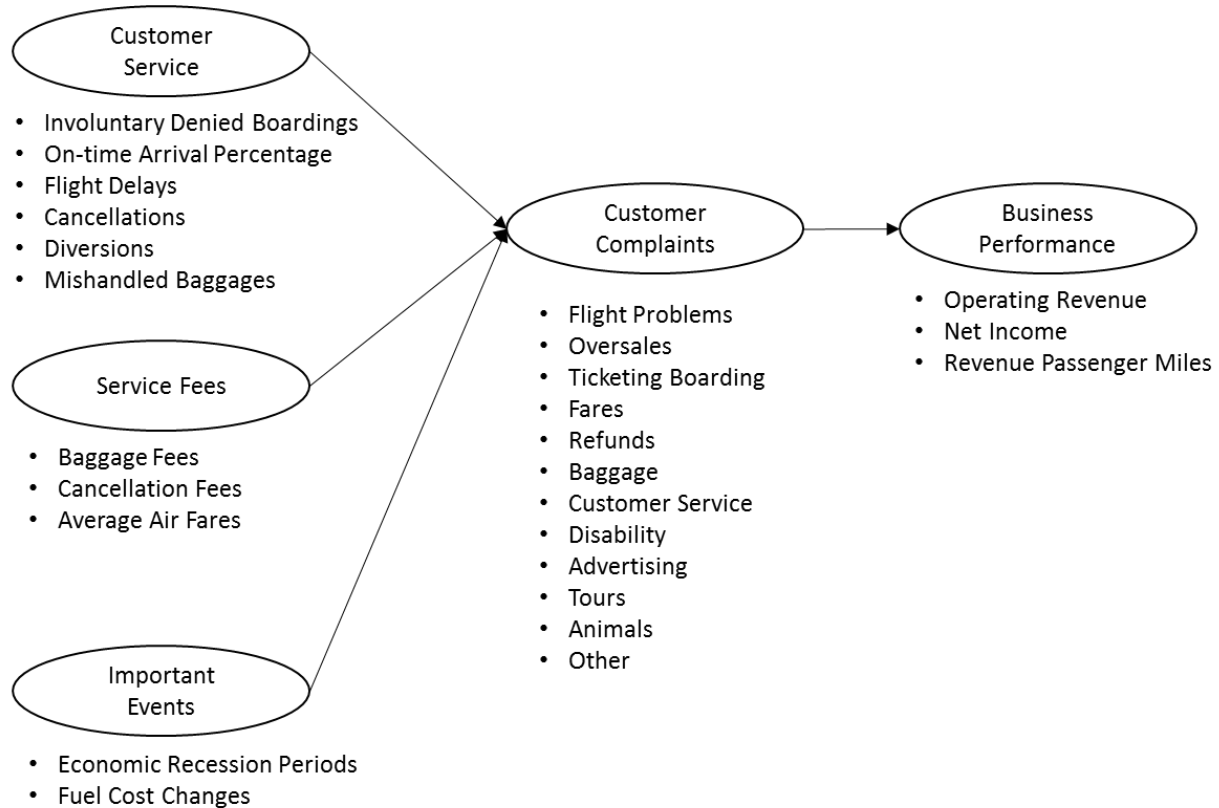 Customer
Service
• Involuntary Denied Boardings
• On-time Arrival Percentage
• Flight Delays
• Cancellations
• Diversions
• Mishandled Baggages
Service Fees
• Baggage Fees
• Cancellation Fees
• Average Air Fares
Important
Events
• Economic Recession Periods
• Fuel Cost Changes
Customer
Complaints
• Flight Problems
• Oversales
• Ticketing Boarding
• Fares
• Refunds
• Baggage
• Customer Service
• Disability
• Advertising
• Tours
• Animals
• Other
Business
Performance
• Operating Revenue
• Net Income
• Revenue Passenger Miles